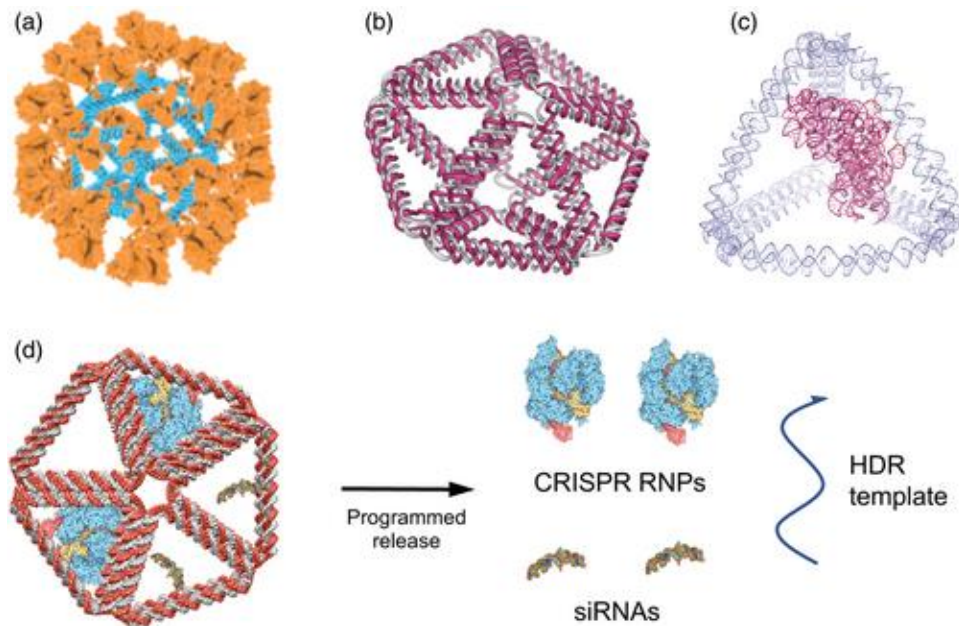 (a)
(b)
(c)
(d)
Programmed
release
CRISPR RNPs
siRNAs
HDR
template